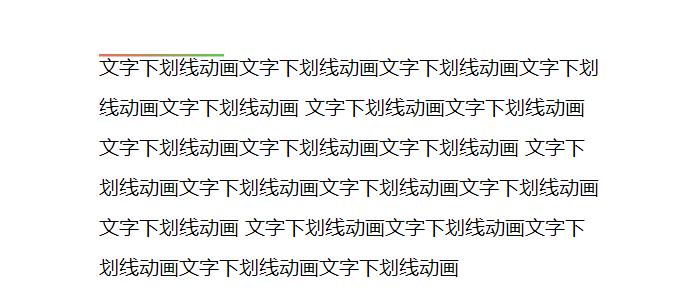 文字下划线动画文字下划线动画文字下划线动画文字下划
线动画文字下划线动画 文字下划线动画文字下划线动画
文字下划线动画文字下划线动画文字下划线动画 文字下
划线动画文字下划线动画文字下划线动画文字下划线动画
文字下划线动画 文字下划线动画文字下划线动画文字下
划线动画文字下划线动画文字下划线动画